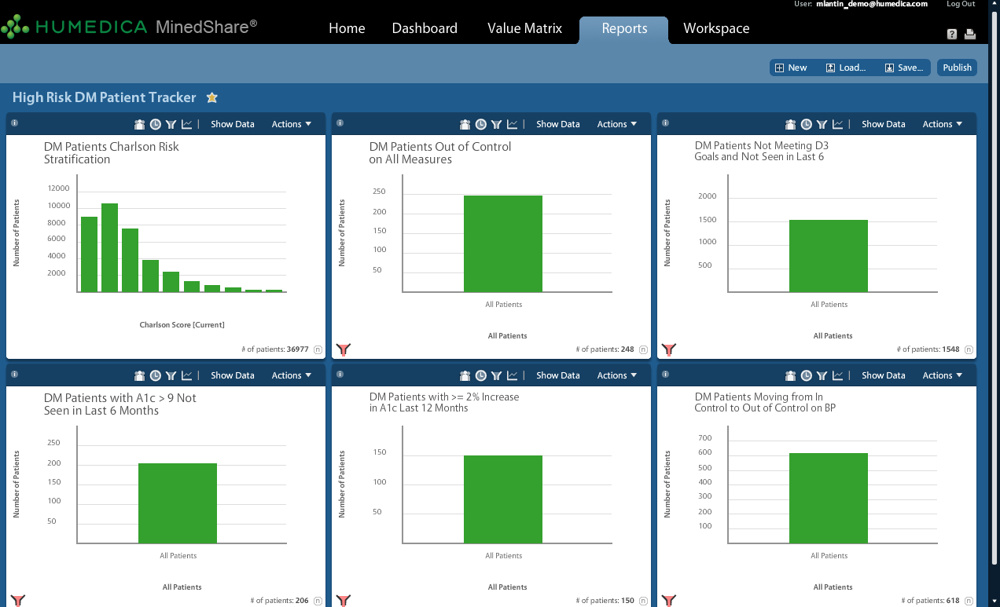 User: mlantin_demo@humedica.com Log Out
HUMEDICA MinedShare®
Home Dashboard Value Matrix Reports Workspace
?
New Load... Save... Publish
High Risk DM Patient Tracker
i Show Data Actions
DM Patients Charlson Risk
Stratification
Number of Patients
12000
10000
8000
6000
4000
2000
Charlson Score [Current]
# of patients: 36977 n
i Show Data Actions
DM Patients Out of Control
on All Measures
Number of Patients
250
200
150
100
50
All Patients
All Patients
# of patients: 248 n
i Show Data Actions
DM Patients Not Meeting D3
Goals and Not Seen in Last 6
Number of Patients
2000
1500
1000
500
All Patients
All Patients
# of patients: 1548 n
i Show Data Actions
DM Patients with A1c > 9 Not
Seen in Last 6 Months
Number of Patients
250
200
150
100
50
All Patients
All Patients
# of patients: 206 n
i Show Data Actions
DM Patients with >= 2% Increase
in A1c Last 12 Months
Number of Patients
150
100
50
All Patients
All Patients
# of patients: 150 n
i Show Data Actions
DM Patients Moving from In
Control to Out of Control on BP
Number of Patients
700
600
500
400
300
200
100
All Patients
All Patients
# of patients: 618 n